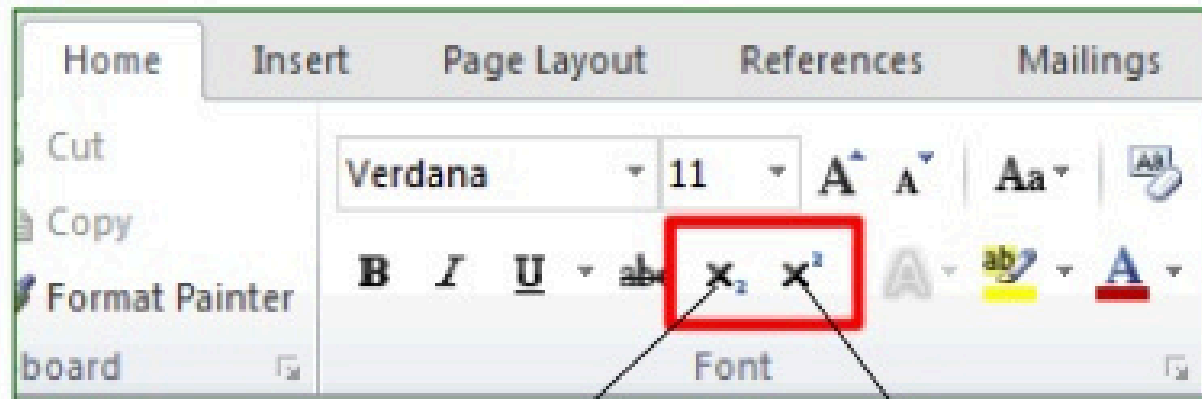 Home Insert Page Layout References Mailings
Cut
Verdana 11 A A Aa AB
Copy
B I U abc x₂ x² A ab A
Format Painter
board Font